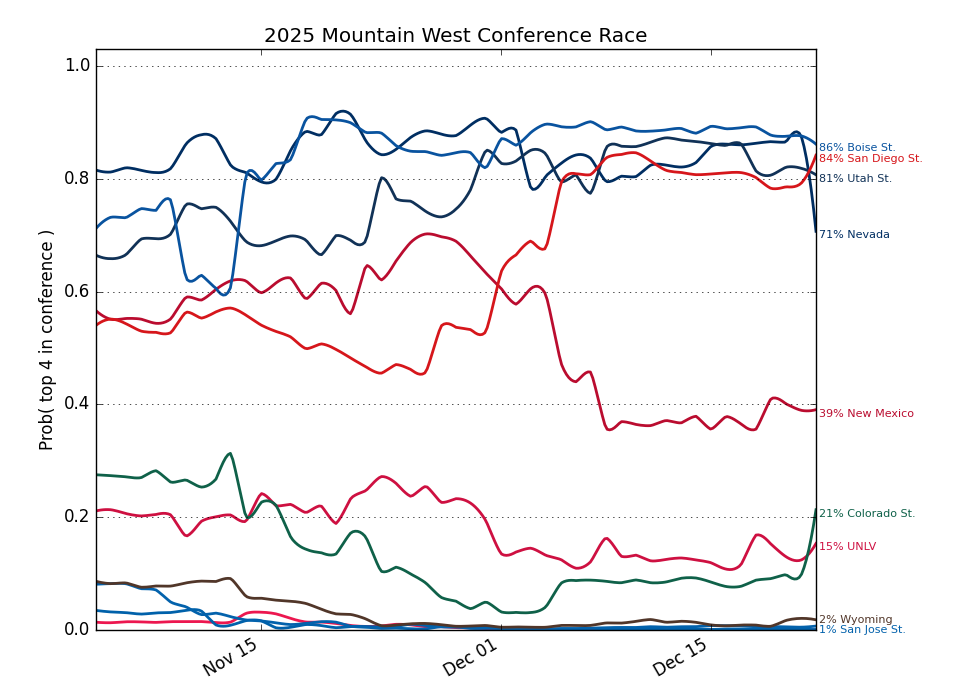 2025 Mountain West Conference Race
Prob( top 4 in conference )
1.0
0.8
0.6
0.4
0.2
0.0
Nov 15
Dec 01
Dec 15
86% Boise St.
84% San Diego St.
81% Utah St.
71% Nevada
39% New Mexico
21% Colorado St.
15% UNLV
2% Wyoming
1% San Jose St.